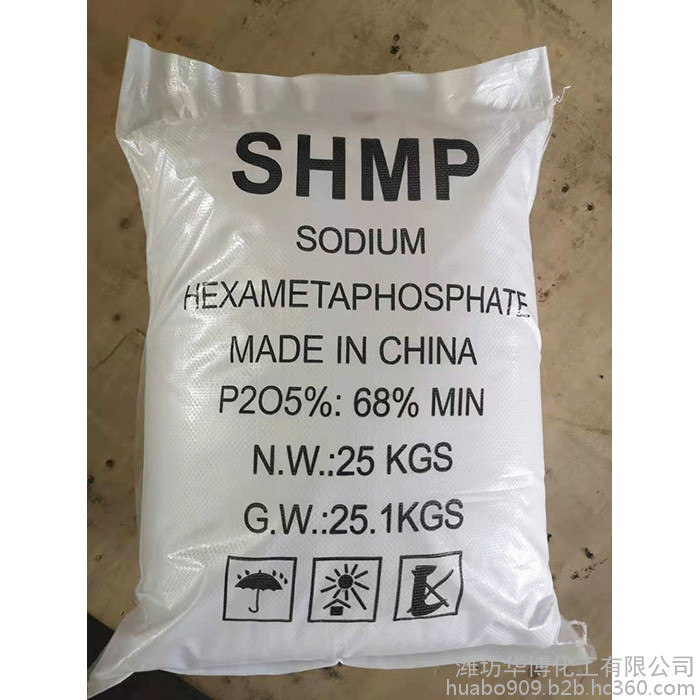 SHMP
SODIUM
HEXAMETAPHOSPHATE
MADE IN CHINA
P2O5%: 68% MIN
N.W.:25 KGS
G.W.:25.1KGS
潍坊华博化工有限公司
huabo909.b2b.hc360.com